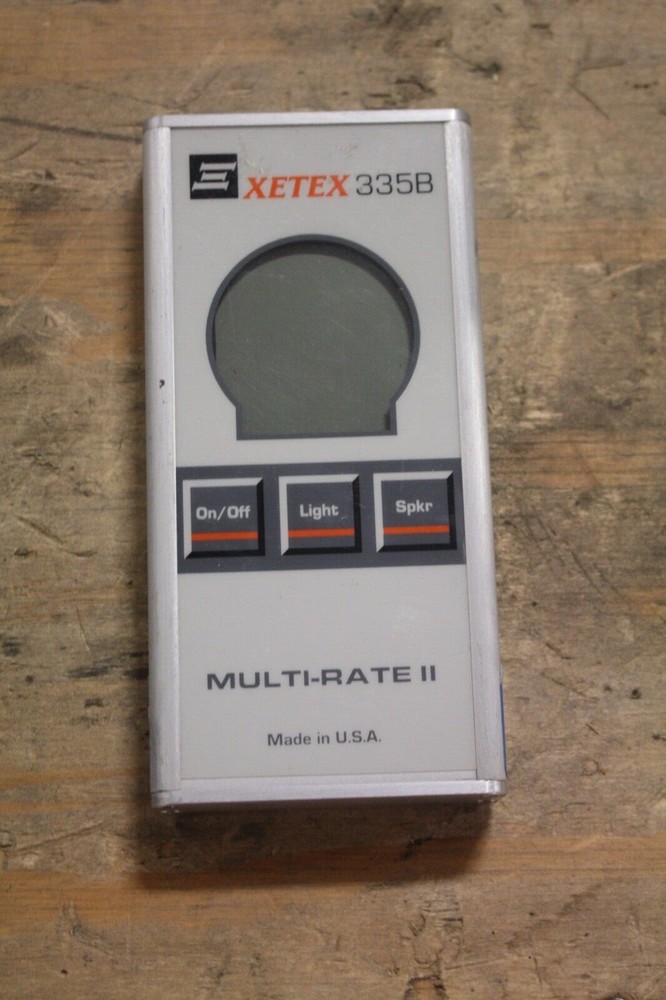 XETEX 335B
On/Off Light Spkr
MULTI-RATE II
Made in U.S.A.